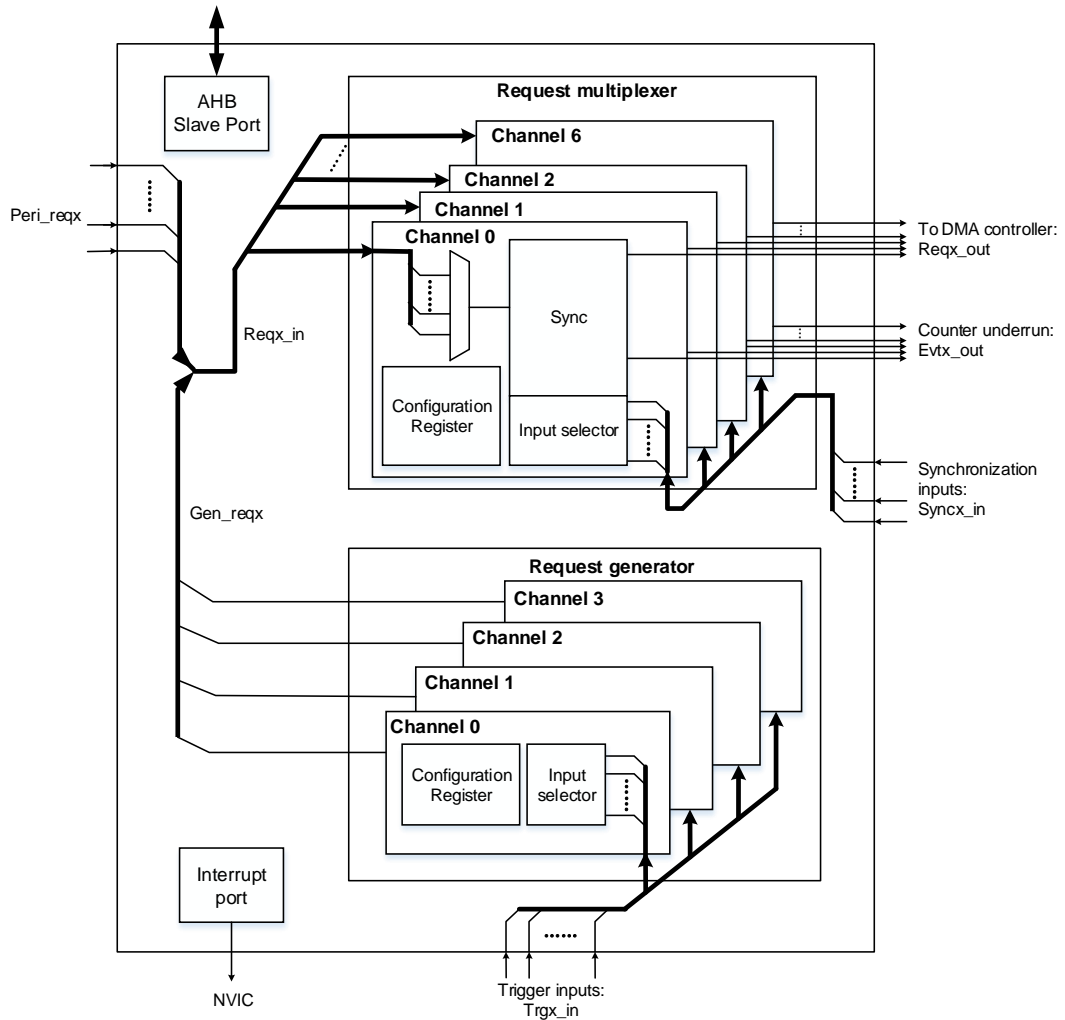 AHB
Slave Port
Request multiplexer
Channel 6
Channel 2
Channel 1
Channel 0
Peri_reqx
To DMA controller:
Reqx_out
Sync
Reqx_in
Counter underrun:
Evtx_out
Configuration
Register
Input selector
Synchronization
inputs:
Syncx_in
Gen_reqx
Request generator
Channel 3
Channel 2
Channel 1
Channel 0
Configuration
Register
Input
selector
Interrupt
port
NVIC
Trigger inputs:
Trgx_in